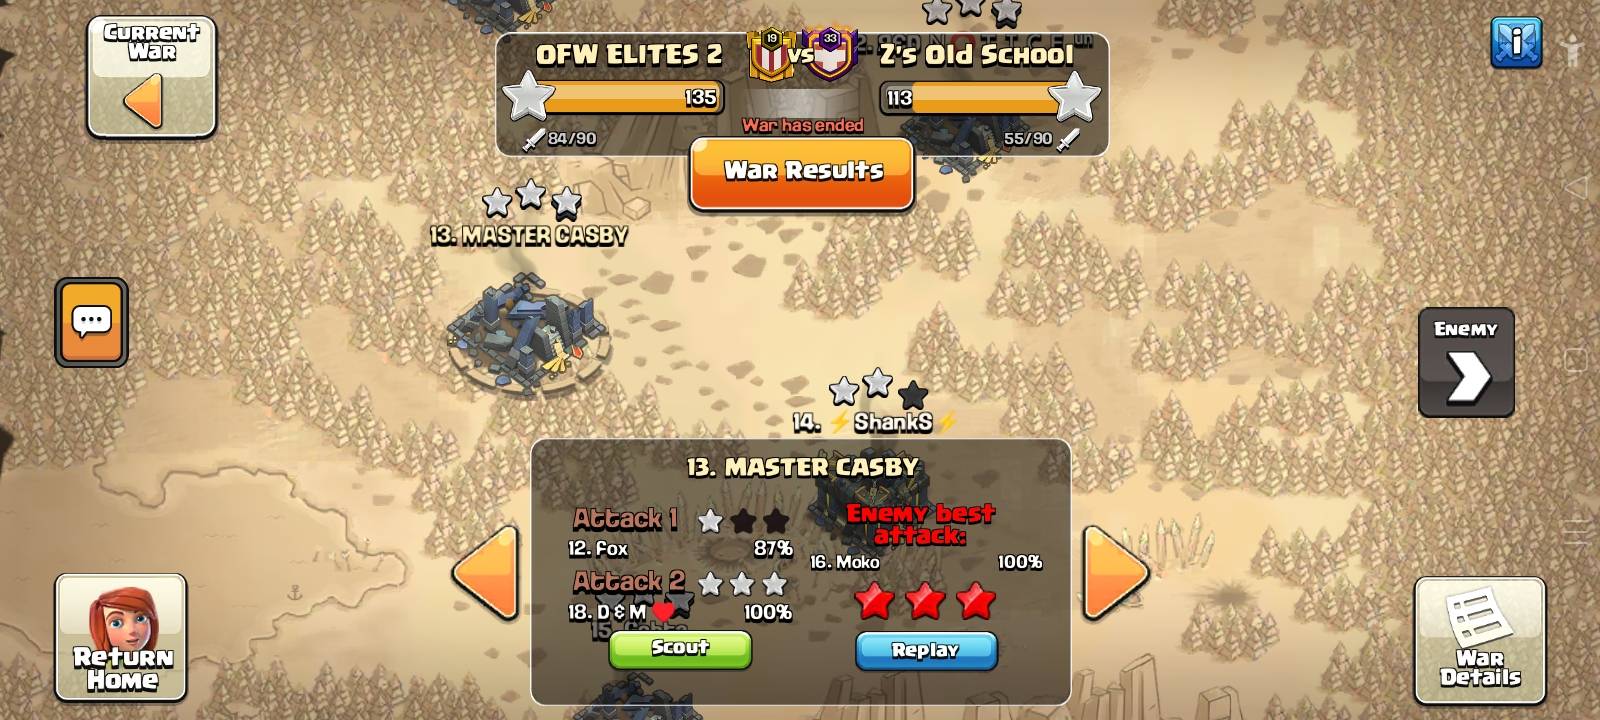 Current
War
OFW ELITES 2
19
VS
33
Z's Old School
135
113
84/90
War has ended
55/90
War Results
13. MASTER CASBY
Enemy
14. ⚡ShankS⚡
13. MASTER CASBY
Attack 1
12. Fox
87%
Attack 2
18. D & M ❤
100%
Enemy best
attack:
16. Moko
100%
Scout
Replay
Return
Home
War
Details